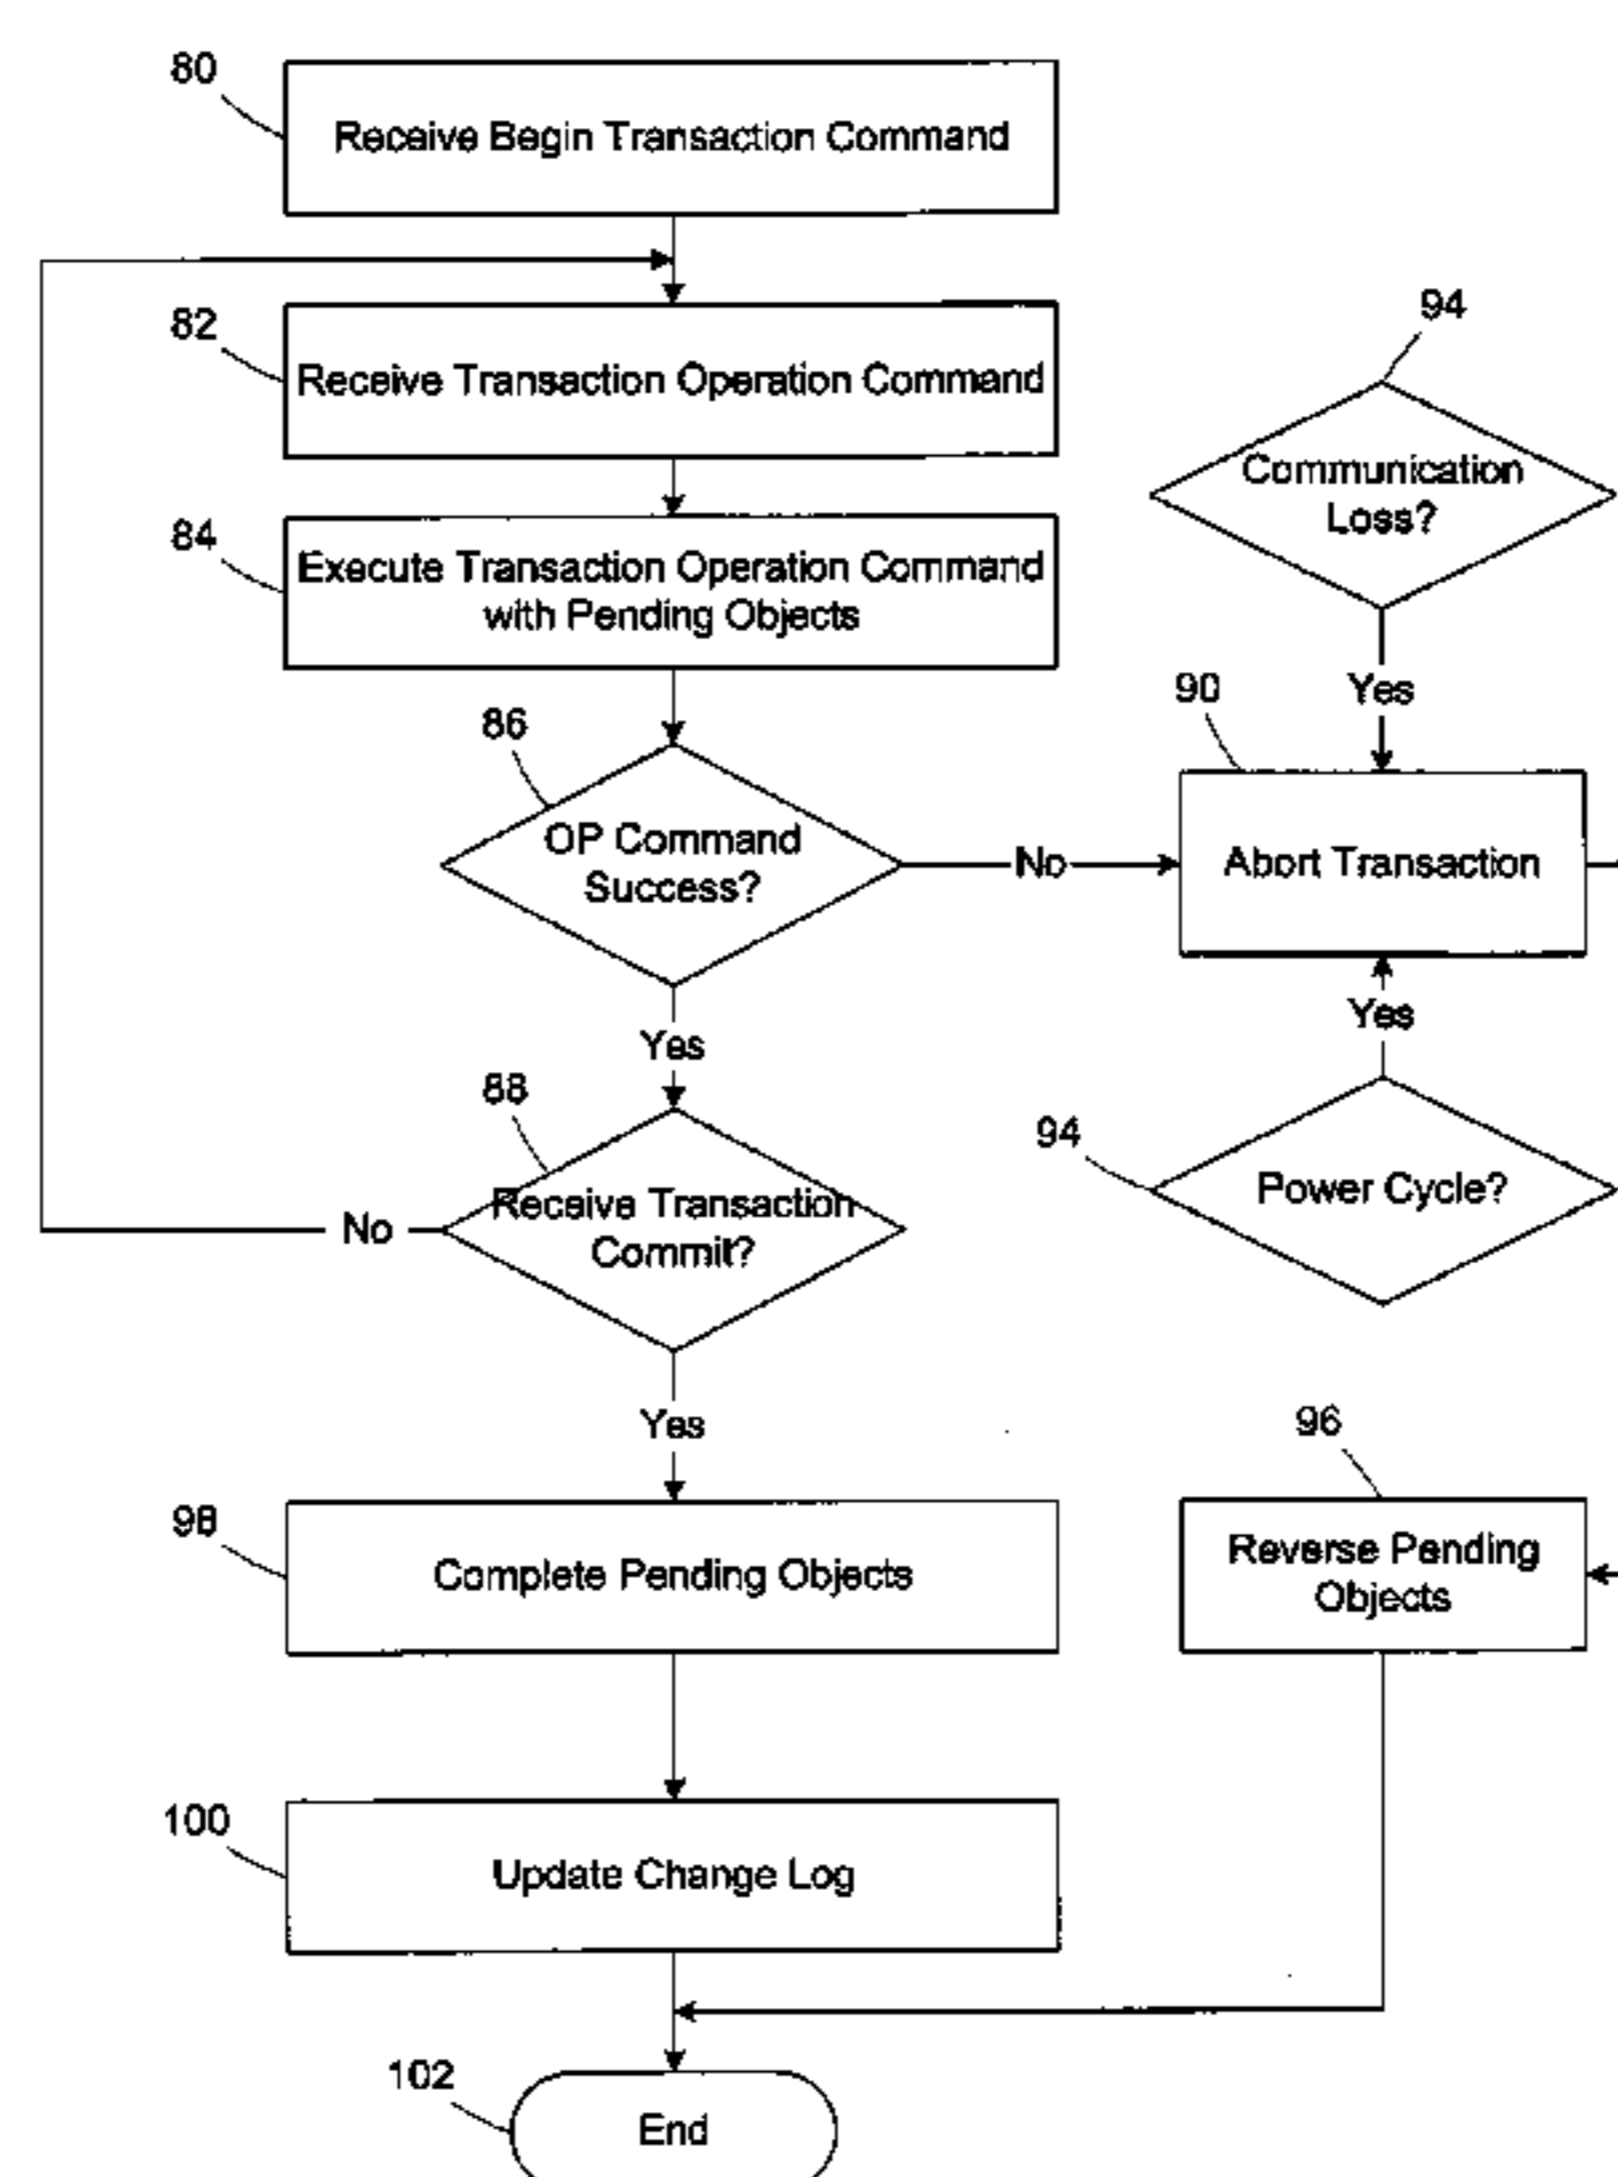 80
Receive Begin Transaction Command
82
Receive Transaction Operation Command
84
Execute Transaction Operation Command
with Pending Objects
86
OP Command
Success?
No
Yes
88
Receive Transaction
Commit?
No
Yes
94
Communication
Loss?
Yes
90
Abort Transaction
Yes
94
Power Cycle?
96
Reverse Pending
Objects
98
Complete Pending Objects
100
Update Change Log
102
End